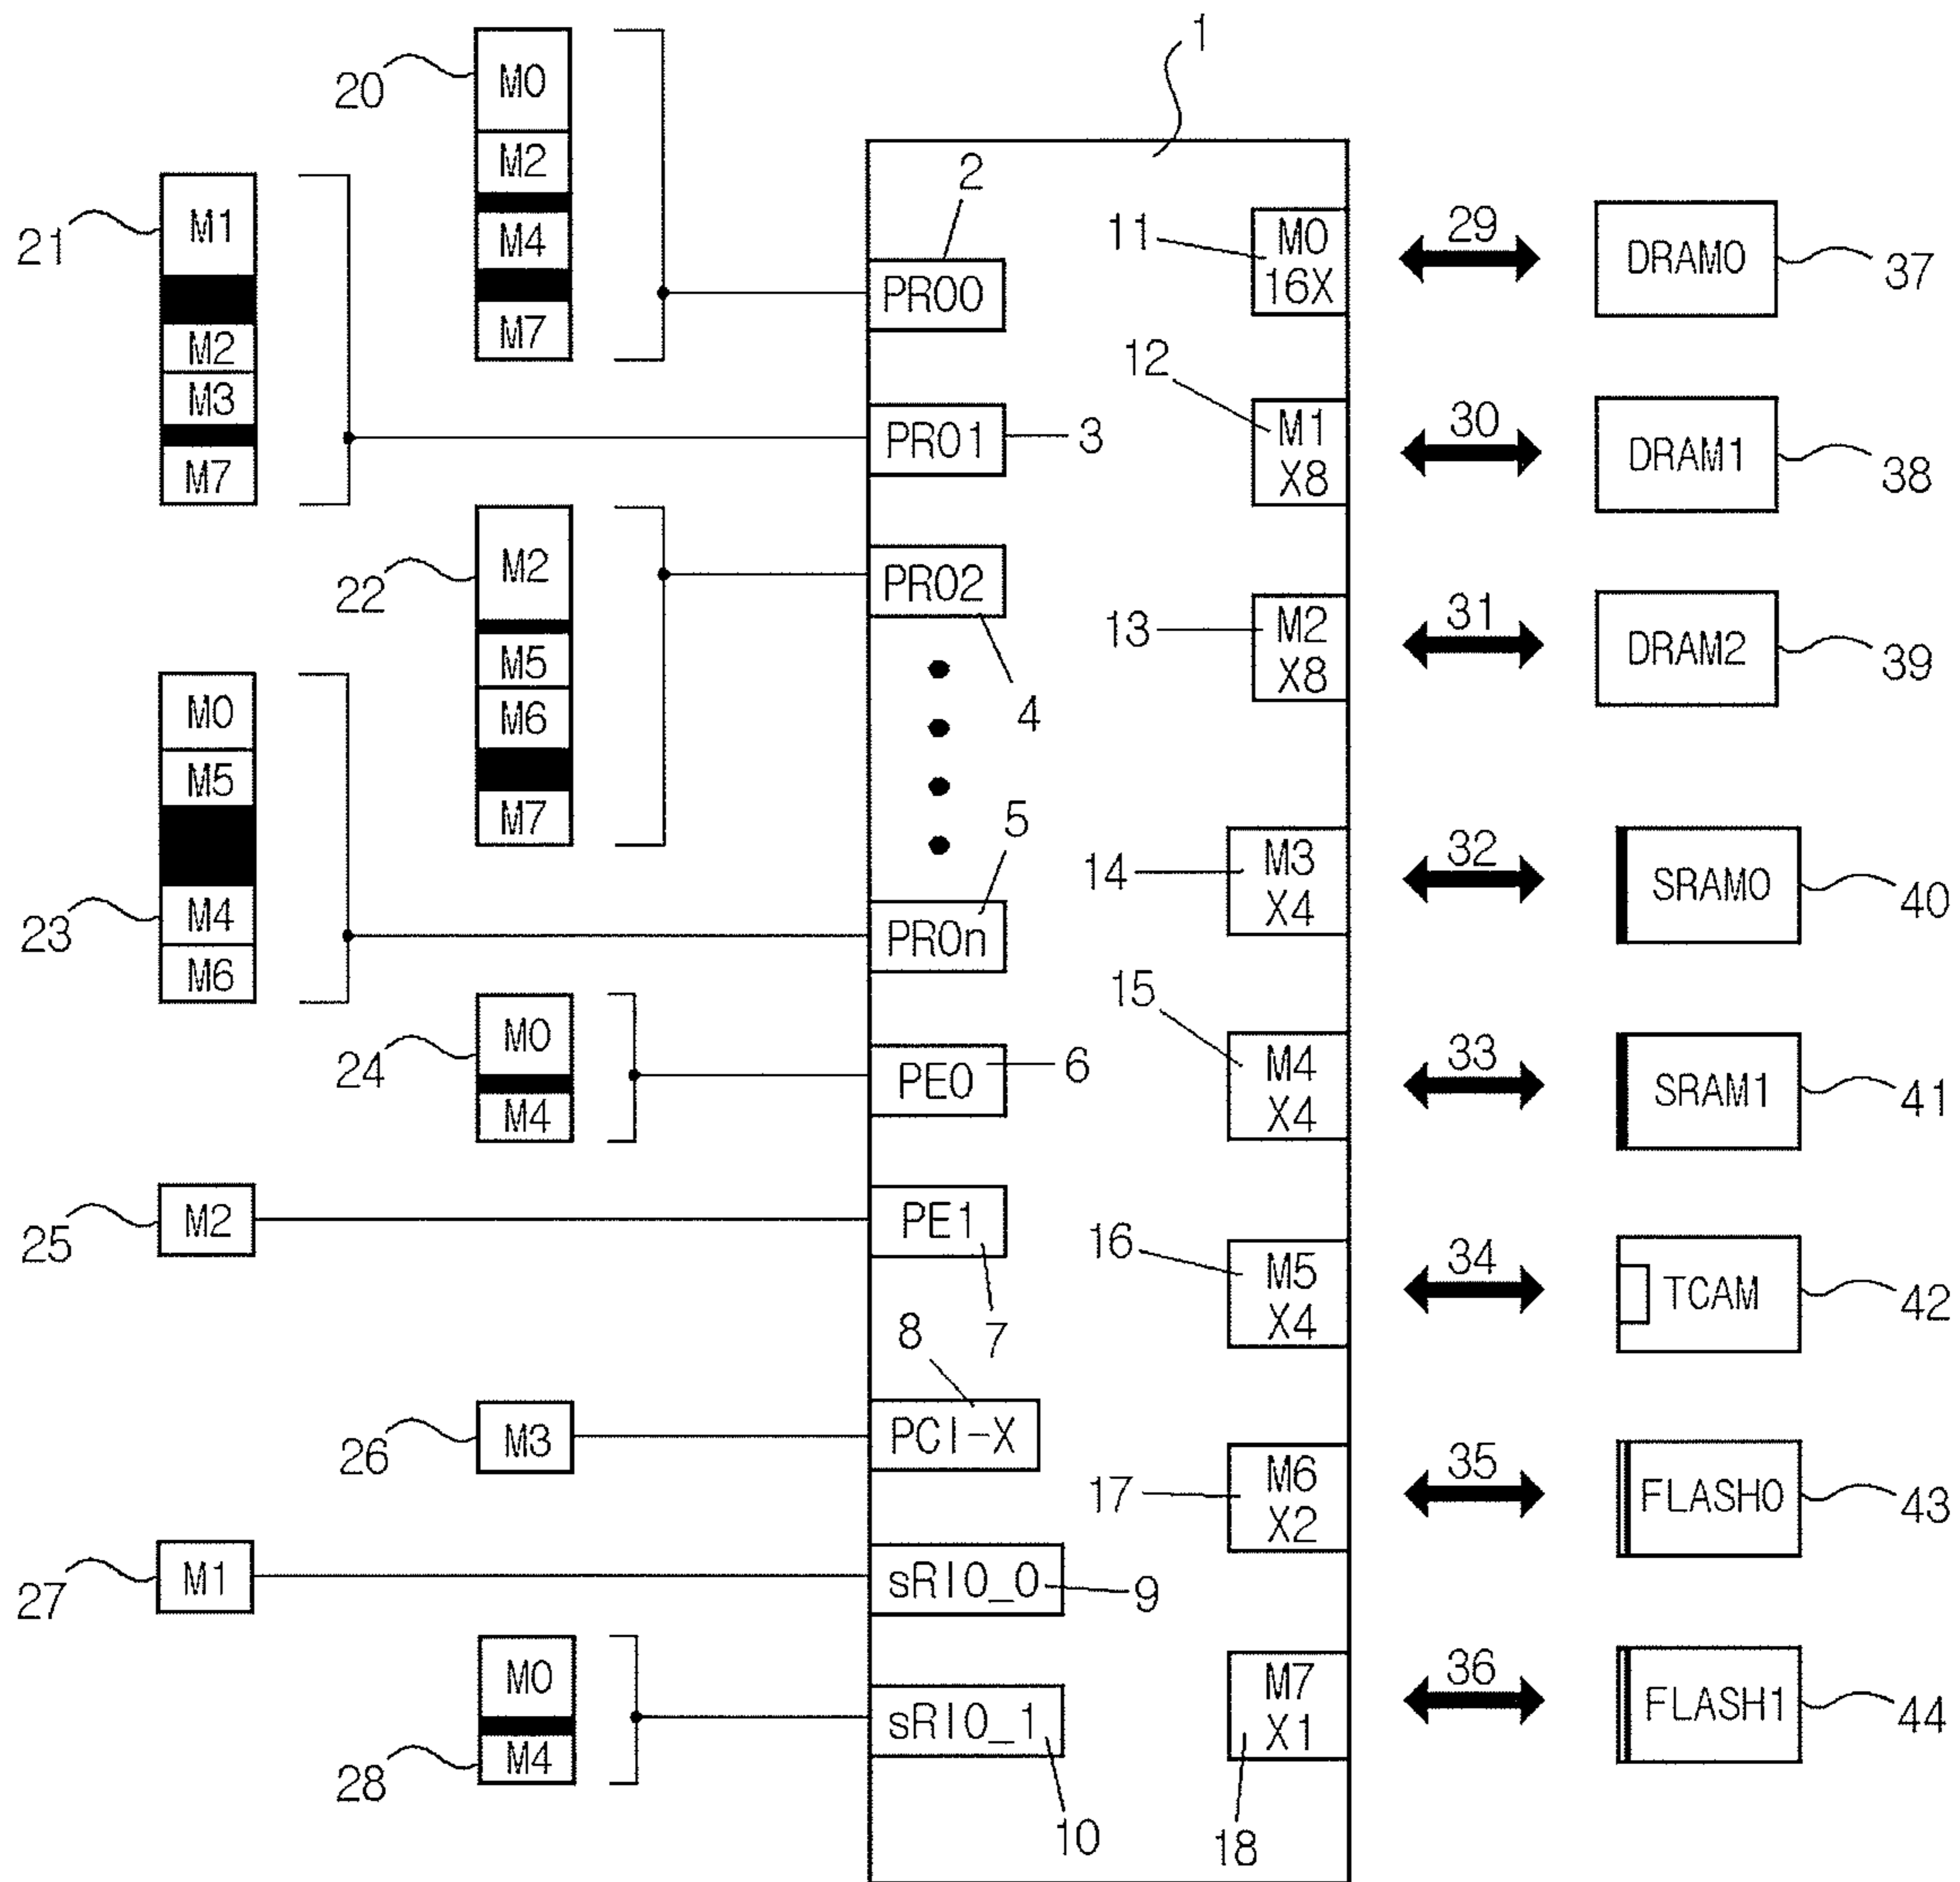 1
20
M0
M2
M4
M7
21
M1
M2
M3
M7
22
M2
M5
M6
M7
23
M0
M5
M4
M6
24
M0
M4
25
M2
26
M3
27
M1
28
M0
M4
2
PRO0
PRO1
3
PRO2
4
5
PROn
PE0
6
PE1
7
8
PCI-X
sRIO_0
9
sRIO_1
10
11
M0
16X
12
M1
X8
13
M2
X8
14
M3
X4
15
M4
X4
16
M5
X4
17
M6
X2
M7
X1
18
29
DRAM0
37
30
DRAM1
38
31
DRAM2
39
32
SRAM0
40
33
SRAM1
41
34
TCAM
42
35
FLASH0
43
36
FLASH1
44